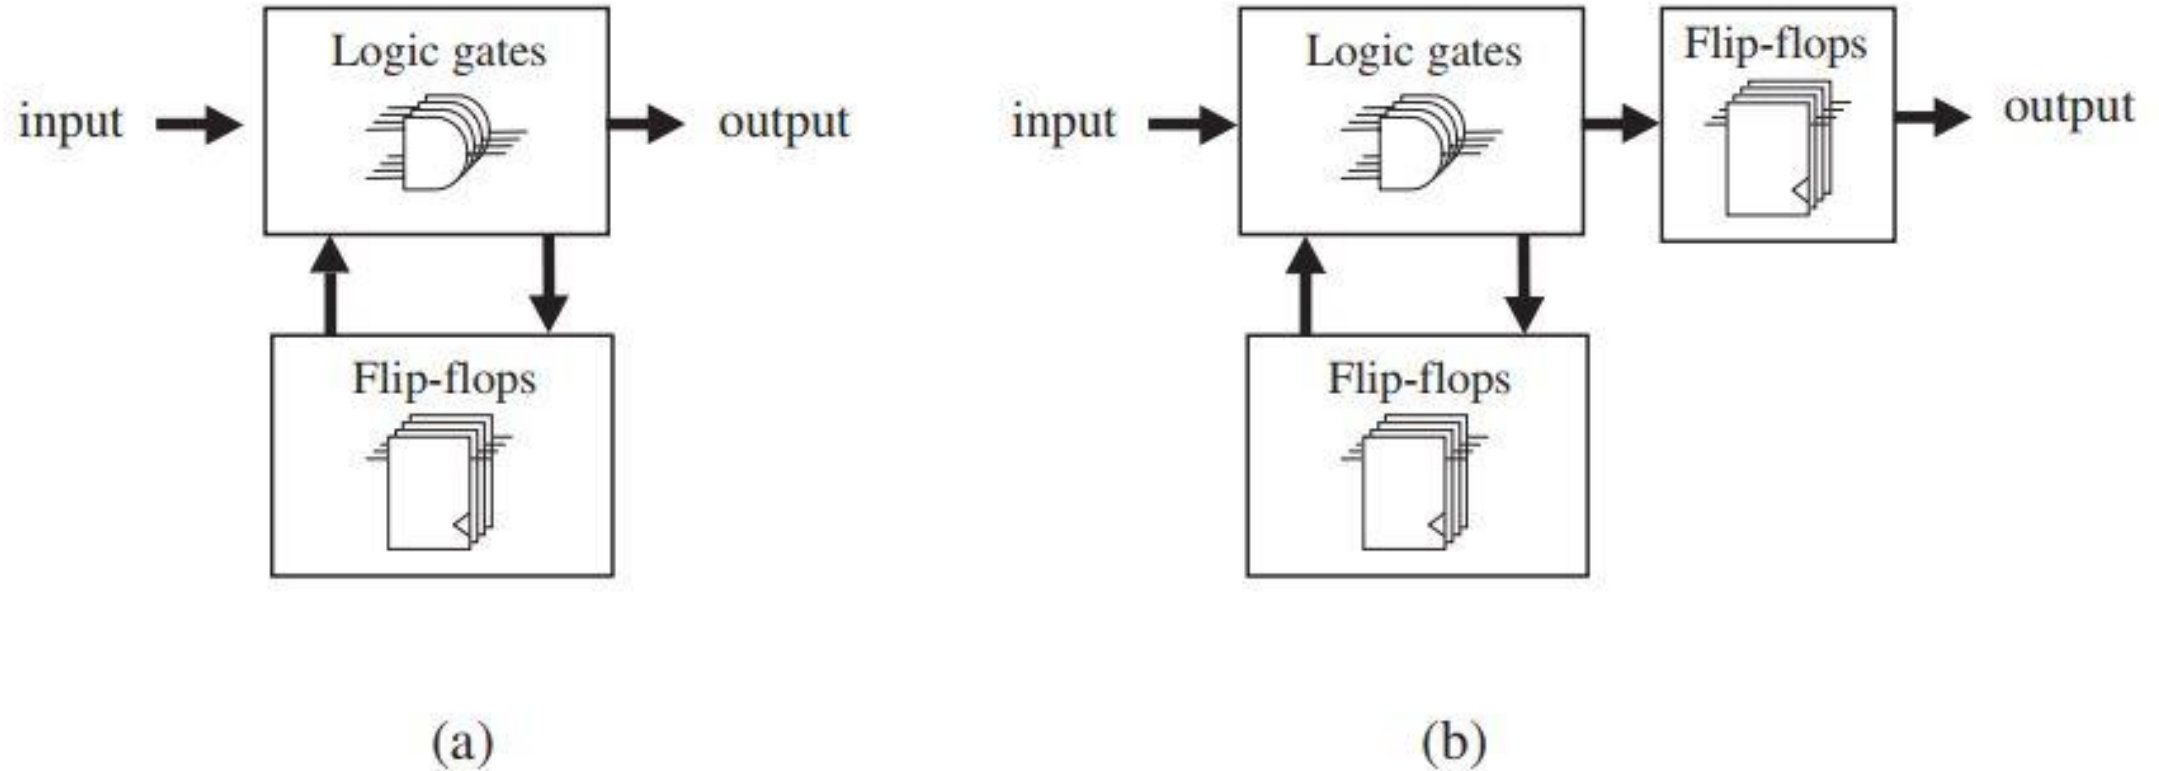 Logic gates
input
output
Flip-flops
(a)
Logic gates
Flip-flops
input
output
Flip-flops
(b)